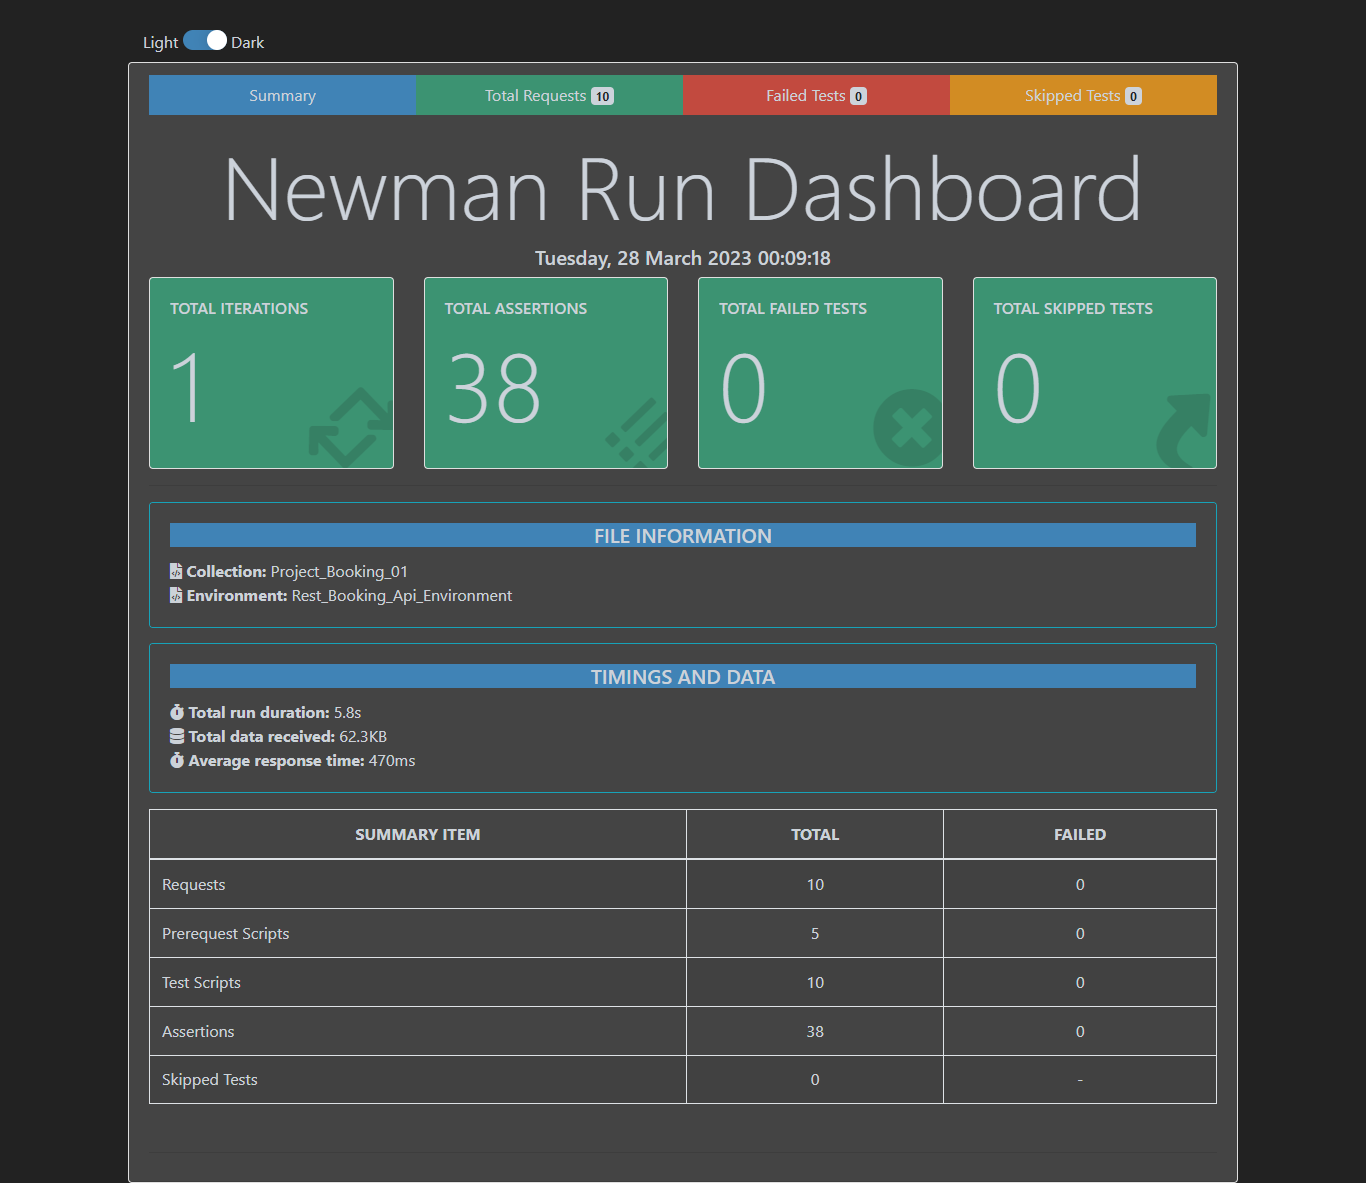 Light Dark
Summary Total Requests 10 Failed Tests 0 Skipped Tests 0
Newman Run Dashboard
Tuesday, 28 March 2023 00:09:18
TOTAL ITERATIONS TOTAL ASSERTIONS TOTAL FAILED TESTS TOTAL SKIPPED TESTS
1 38 0 0
FILE INFORMATION
Collection: Project_Booking_01
Environment: Rest_Booking_Api_Environment
TIMINGS AND DATA
Total run duration: 5.8s
Total data received: 62.3KB
Average response time: 470ms
SUMMARY ITEM TOTAL FAILED
Requests 10 0
Prerequest Scripts 5 0
Test Scripts 10 0
Assertions 38 0
Skipped Tests 0 -